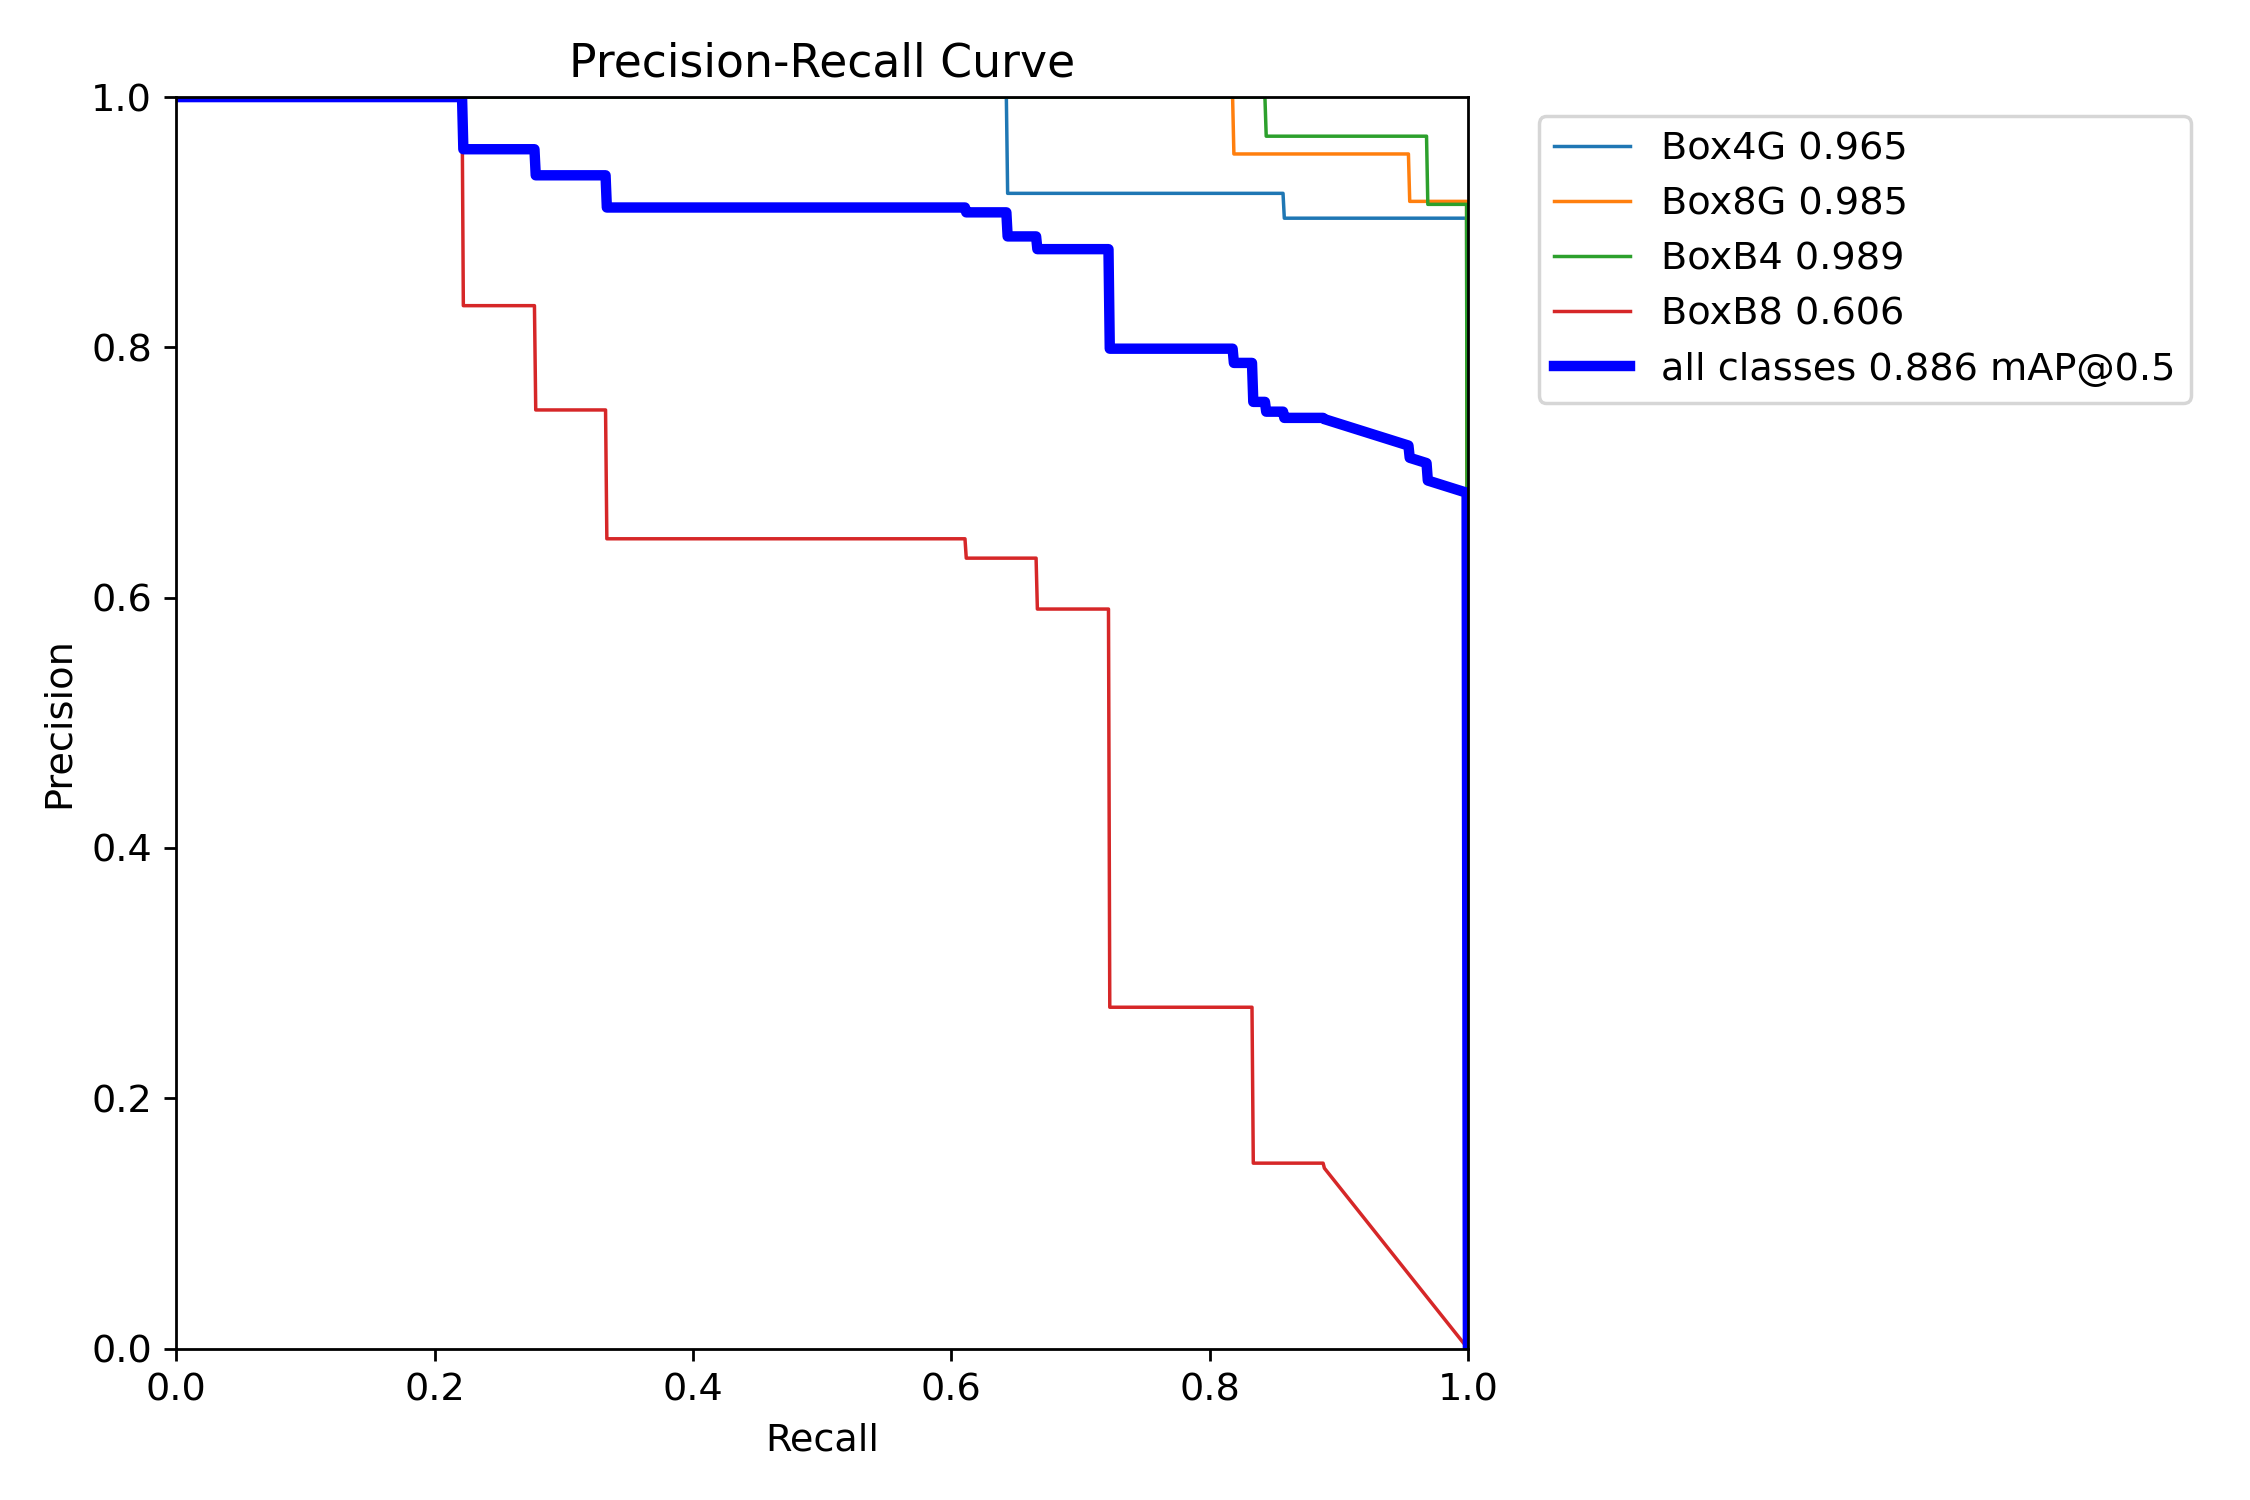 Precision-Recall Curve
1.0
0.8
0.6
0.4
0.2
0.0
Precision
0.0 0.2 0.4 0.6 0.8 1.0
Recall
Box4G 0.965
Box8G 0.985
BoxB4 0.989
BoxB8 0.606
all classes 0.886 mAP@0.5